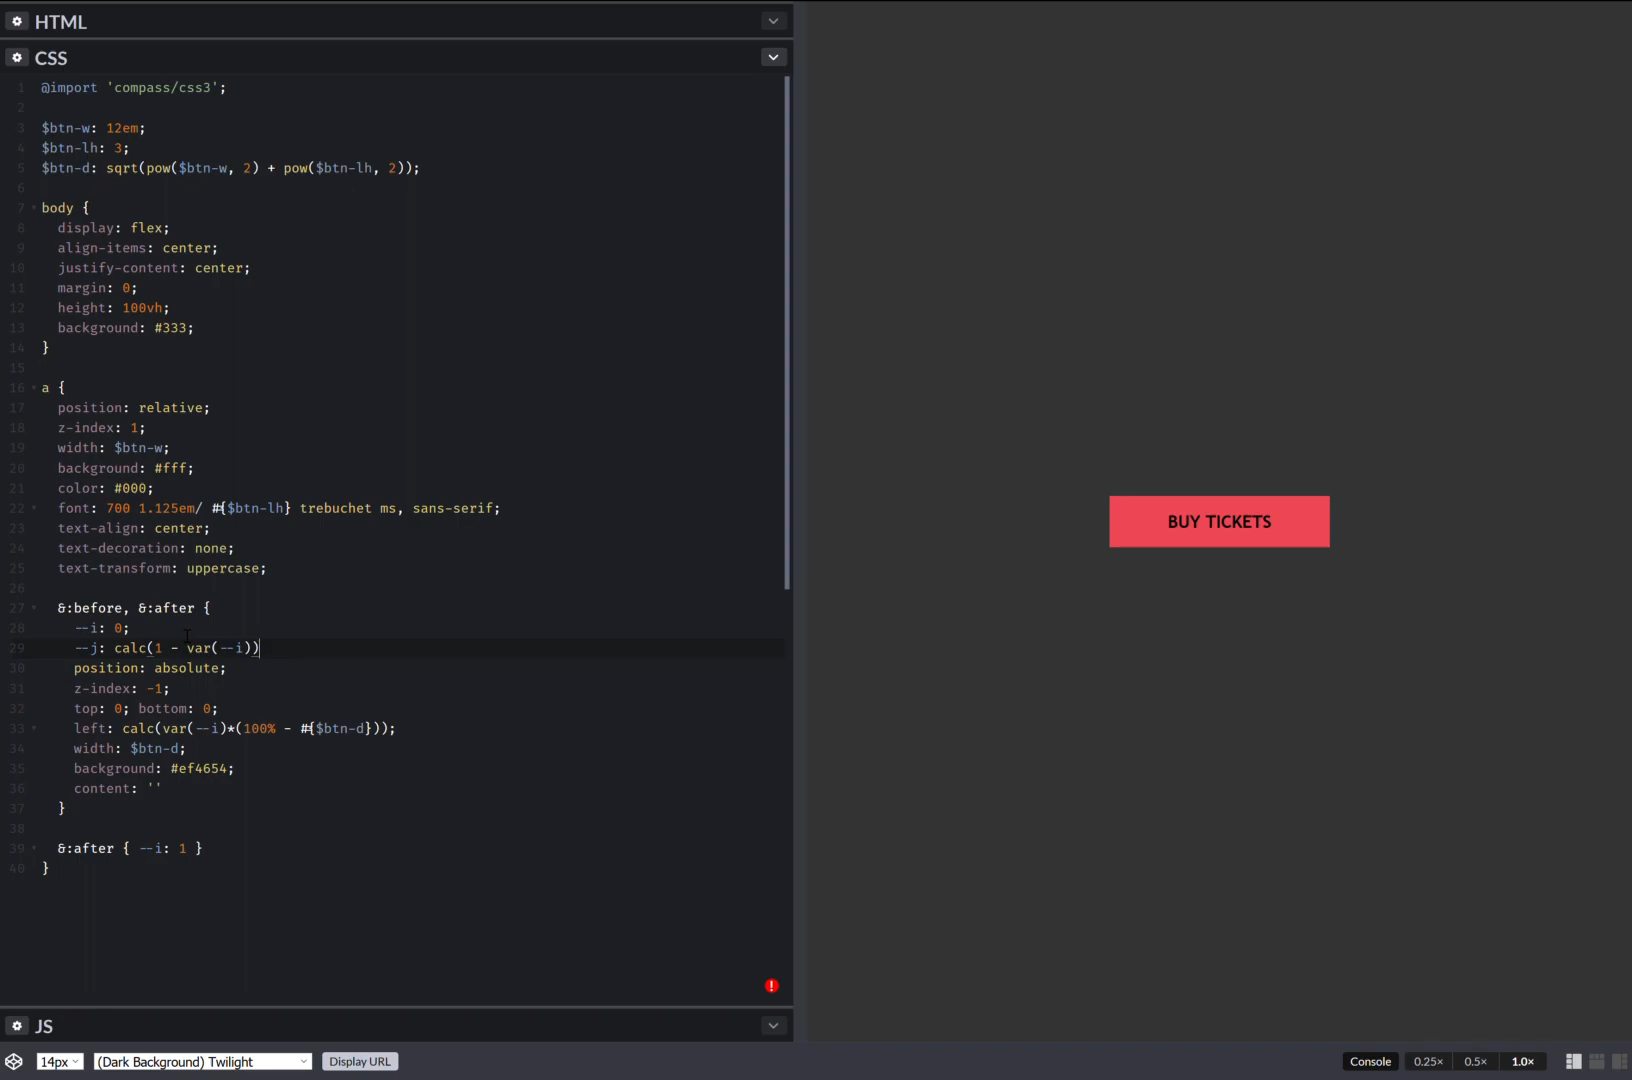 HTML
CSS
1 @import 'compass/css3';
2
3 $btn-w: 12em;
4 $btn-lh: 3;
5 $btn-d: sqrt(pow($btn-w, 2) + pow($btn-lh, 2));
6
7 body {
8 display: flex;
9 align-items: center;
10 justify-content: center;
11 margin: 0;
12 height: 100vh;
13 background: #333;
14 }
15
16 a {
17 position: relative;
18 z-index: 1;
19 width: $btn-w;
20 background: #fff;
21 color: #000;
22 font: 700 1.125em/ #{$btn-lh} trebuchet ms, sans-serif;
23 text-align: center;
24 text-decoration: none;
25 text-transform: uppercase;
26
27 &:before, &:after {
28 --i: 0;
29 --j: calc(1 - var(--i))
30 position: absolute;
31 z-index: -1;
32 top: 0; bottom: 0;
33 left: calc(var(--i)*(100% - #{$btn-d}));
34 width: $btn-d;
35 background: #ef4654;
36 content: ''
37 }
38
39 &:after { --i: 1 }
40 }
BUY TICKETS
JS
14px (Dark Background) Twilight Display URL Console 0.25× 0.5× 1.0×